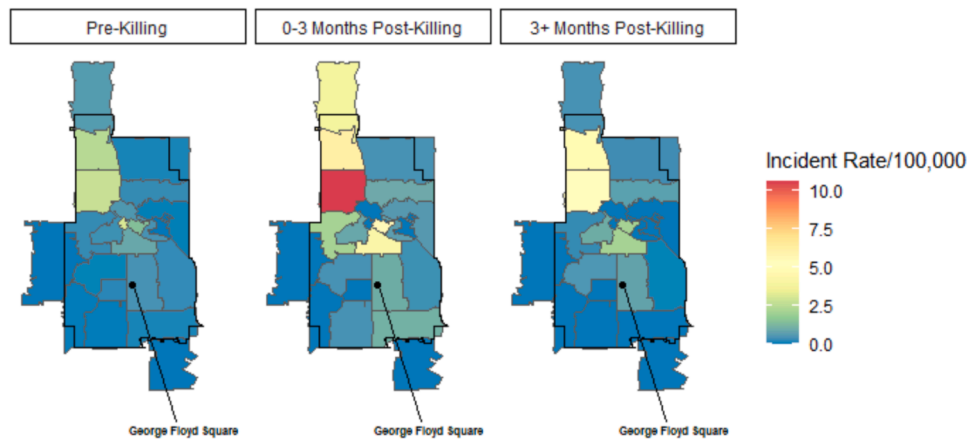 Pre-Killing
0-3 Months Post-Killing
3+ Months Post-Killing
Incident Rate/100,000
10.0
7.5
5.0
2.5
0.0
George Floyd Square
George Floyd Square
George Floyd Square